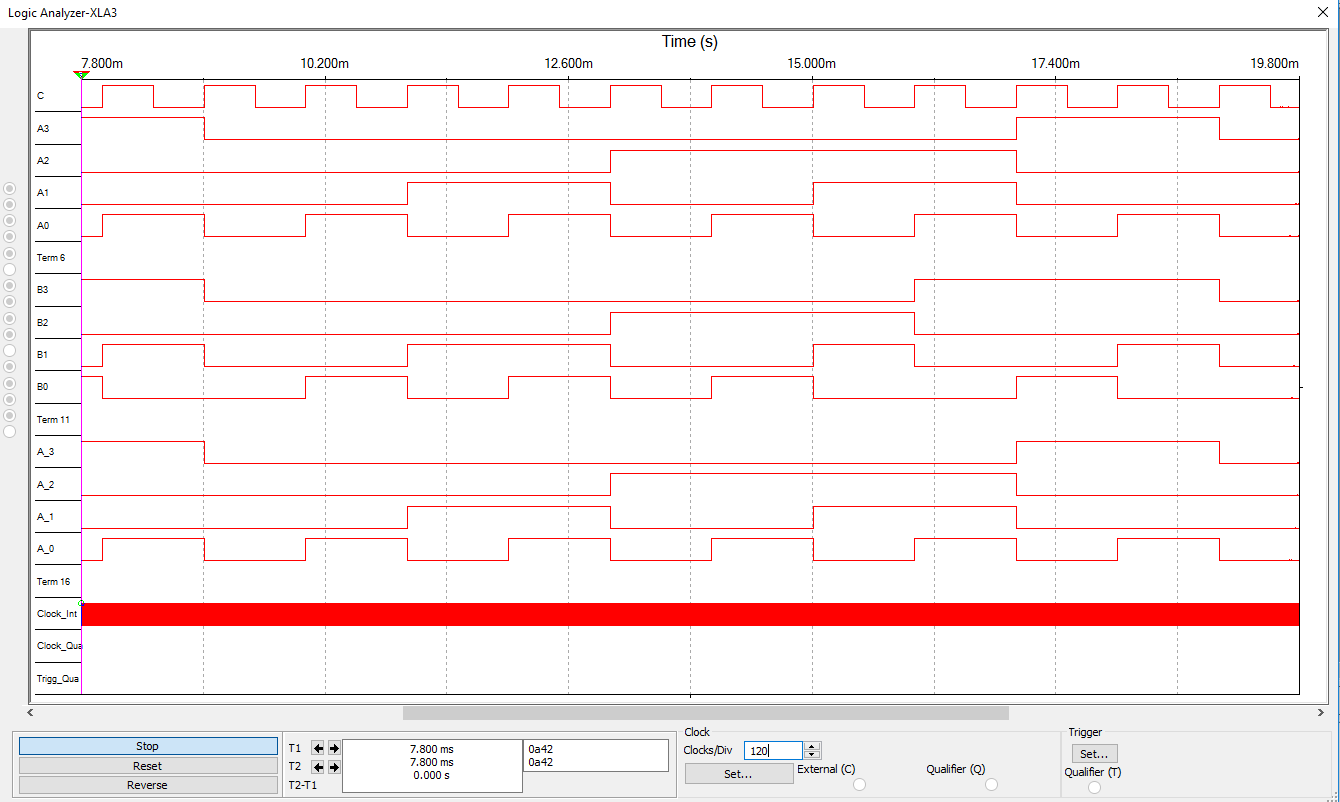 Logic Analyzer-XLA3
Time (s)
7.800m 10.200m 12.600m 15.000m 17.400m 19.800m
C
A3
A2
A1
A0
Term 6
B3
B2
B1
B0
Term 11
A_3
A_2
A_1
A_0
Term 16
Clock_Int
Clock_Qua
Trigg_Qua
Stop
Reset
Reverse
T1 7.800 ms 0a42
T2 7.800 ms 0a42
T2-T1 0.000 s
Clock
Clocks/Div 120
Set...
External (C)
Qualifier (Q)
Trigger
Set...
Qualifier (T)